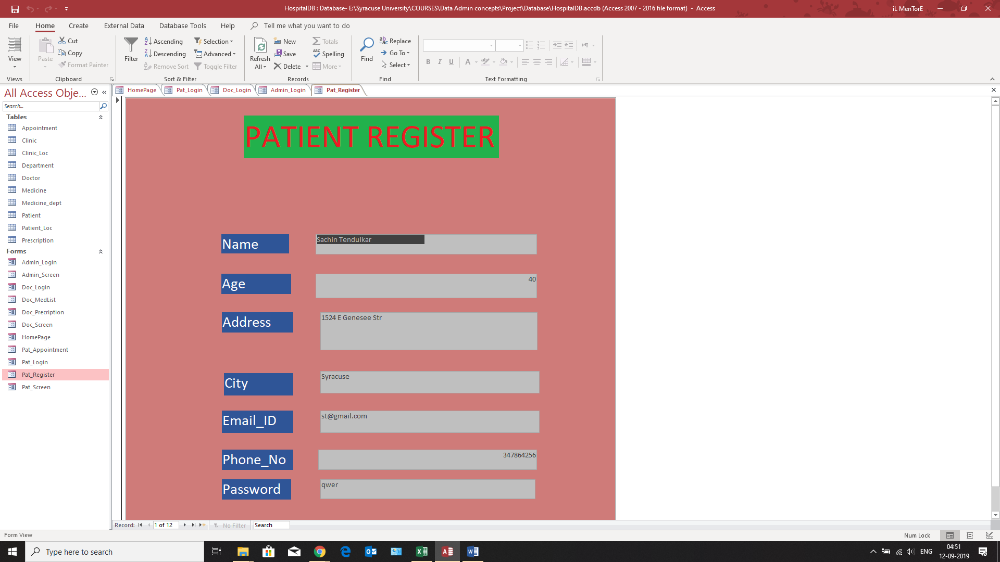 HospitalDB : Database- E:\Syracuse University\COURSES\Data Admin concepts\Project\Database\HospitalDB.accdb (Access 2007 - 2016 file format) - Access
iL MenTorE
File Home Create External Data Database Tools Help Tell me what you want to do
View
Views
Paste
Cut
Copy
Format Painter
Clipboard
Filter
Ascending
Descending
Remove Sort
Selection
Advanced
Toggle Filter
Sort & Filter
Refresh
All
New
Save
Delete
Totals
Spelling
More
Records
Find
Replace
Go To
Select
Find
B I U A
Text Formatting
All Access Obje...
Search...
Tables
Appointment
Clinic
Clinic_Loc
Department
Doctor
Medicine
Medicine_dept
Patient
Patient_Loc
Prescription
Forms
Admin_Login
Admin_Screen
Doc_Login
Doc_MedList
Doc_Precription
Doc_Screen
HomePage
Pat_Appointment
Pat_Login
Pat_Register
Pat_Screen
HomePage Pat_Login Doc_Login Admin_Login Pat_Register
PATIENT REGISTER
Name Sachin Tendulkar
Age 40
Address 1524 E Genesee Str
City Syracuse
Email_ID st@gmail.com
Phone_No 347864256
Password qwer
Record: 1 of 12 No Filter Search
Form View Num Lock
Type here to search
ENG
04:51
12-09-2019